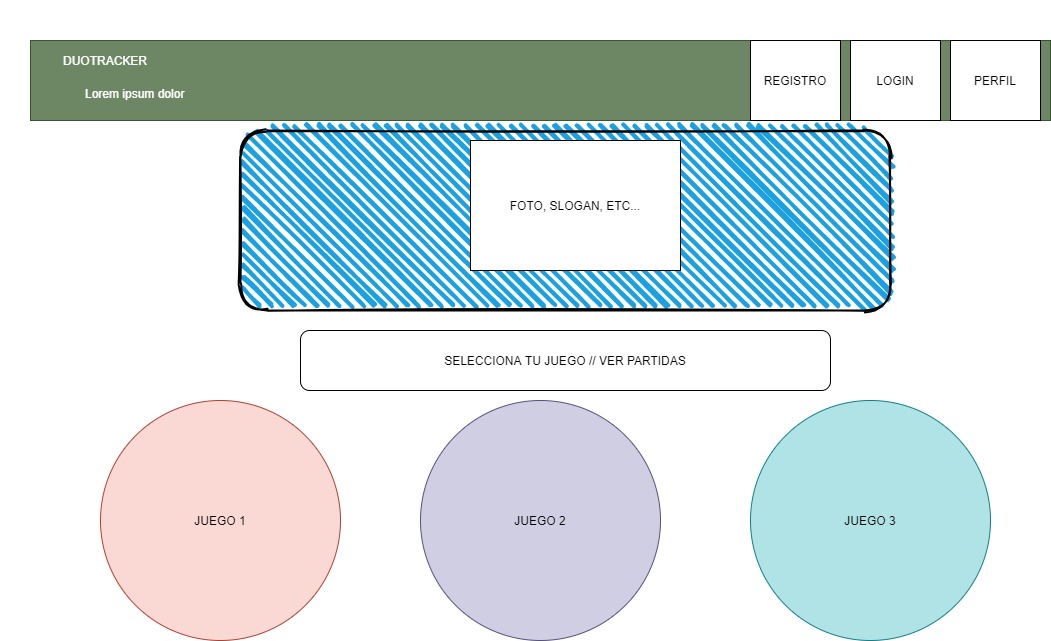 DUOTRACKER
Lorem ipsum dolor
REGISTRO
LOGIN
PERFIL
FOTO, SLOGAN, ETC...
SELECCIONA TU JUEGO // VER PARTIDAS
JUEGO 1
JUEGO 2
JUEGO 3